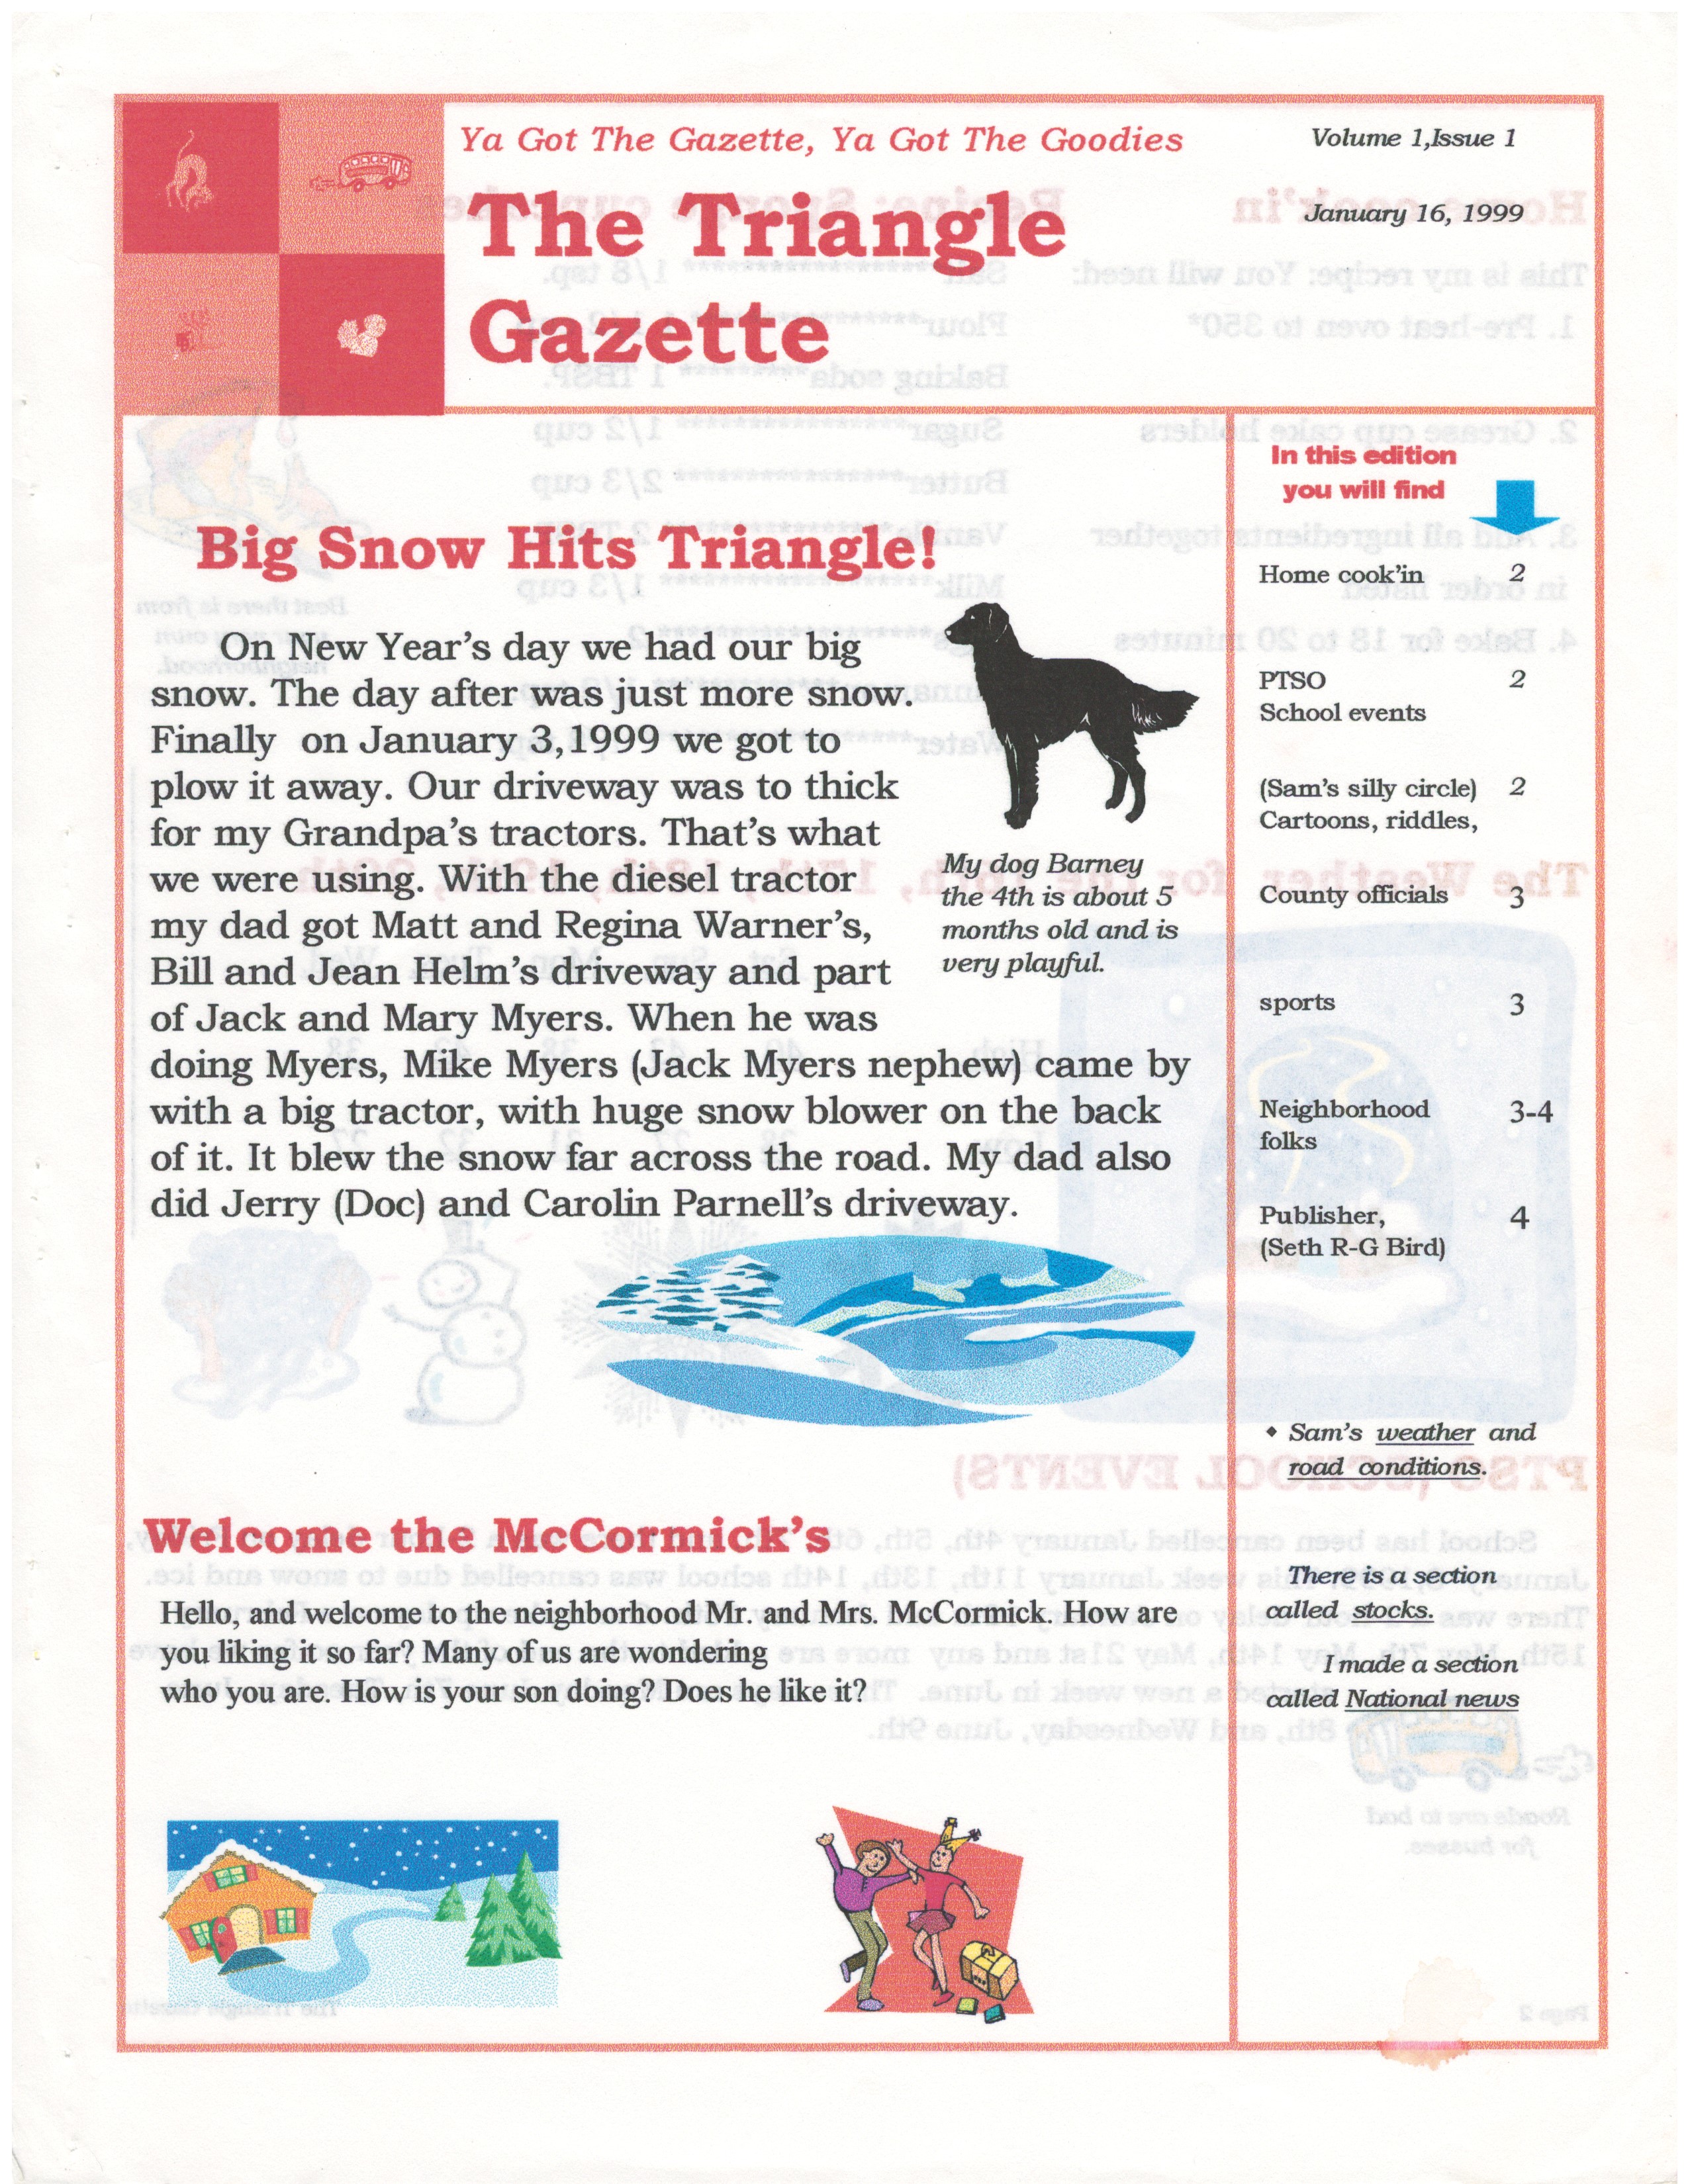 Ya Got The Gazette, Ya Got The Goodies
The Triangle
Gazette
Volume 1,Issue 1
January 16, 1999
Big Snow Hits Triangle!
On New Year's day we had our big
snow. The day after was just more snow.
Finally on January 3,1999 we got to
plow it away. Our driveway was to thick
for my Grandpa's tractors. That's what
we were using. With the diesel tractor
my dad got Matt and Regina Warner's,
Bill and Jean Helm's driveway and part
of Jack and Mary Myers. When he was
doing Myers, Mike Myers (Jack Myers nephew) came by
with a big tractor, with huge snow blower on the back
of it. It blew the snow far across the road. My dad also
did Jerry (Doc) and Carolin Parnell's driveway.
My dog Barney
the 4th is about 5
months old and is
very playful.
Welcome the McCormick's
Hello, and welcome to the neighborhood Mr. and Mrs. McCormick. How are
you liking it so far? Many of us are wondering
who you are. How is your son doing? Does he like it?
In this edition
you will find
Home cook'in 2
PTSO 2
School events
(Sam's silly circle) 2
Cartoons, riddles,
County officials 3
sports 3
Neighborhood 3-4
folks
Publisher, 4
(Seth R-G Bird)
◆ Sam's weather and
road conditions.
There is a section
called stocks.
I made a section
called National news